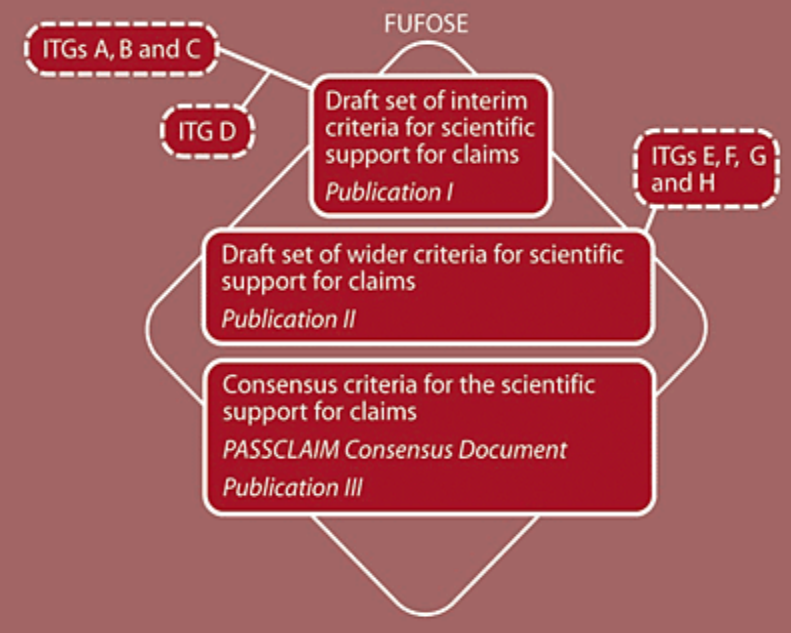 FUFOSE
ITGs A, B and C
ITG D
Draft set of interim
criteria for scientific
support for claims
Publication I
ITGs E, F, G
and H
Draft set of wider criteria for scientific
support for claims
Publication II
Consensus criteria for the scientific
support for claims
PASSCLAIM Consensus Document
Publication III